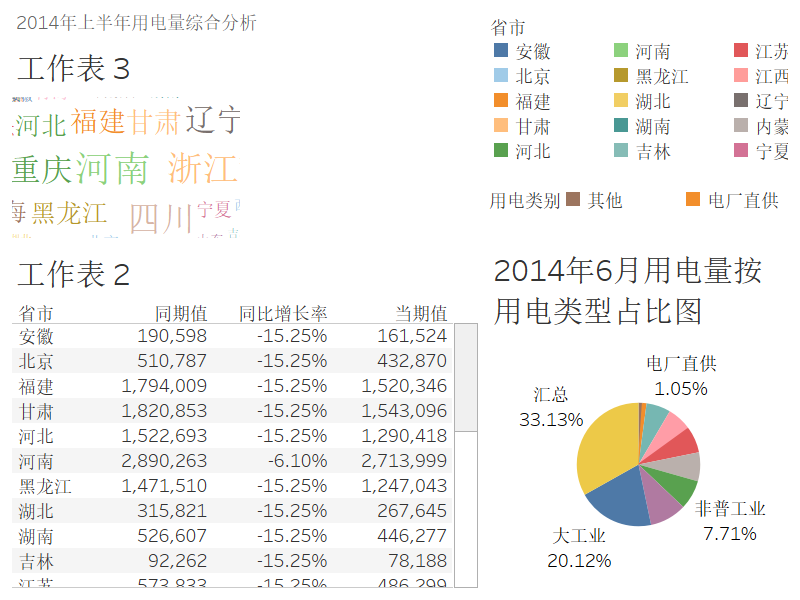 2014年上半年用电量综合分析
工作表 3
河北 福建 甘肃 辽宁
重庆 河南 浙江
海 黑龙江 四川 宁夏
省市
安徽 河南 江苏
北京 黑龙江 江西
福建 湖北 辽宁
甘肃 湖南 内蒙
河北 吉林 宁夏
用电类别 其他 电厂直供
工作表 2
省市 同期值 同比增长率 当期值
安徽 190,598 -15.25% 161,524
北京 510,787 -15.25% 432,870
福建 1,794,009 -15.25% 1,520,346
甘肃 1,820,853 -15.25% 1,543,096
河北 1,522,693 -15.25% 1,290,418
河南 2,890,263 -6.10% 2,713,999
黑龙江 1,471,510 -15.25% 1,247,043
湖北 315,821 -15.25% 267,645
湖南 526,607 -15.25% 446,277
吉林 92,262 -15.25% 78,188
江苏 573,833 -15.25% 486,299
2014年6月用电量按
用电类型占比图
电厂直供
1.05%
汇总
33.13%
非普工业
7.71%
大工业
20.12%